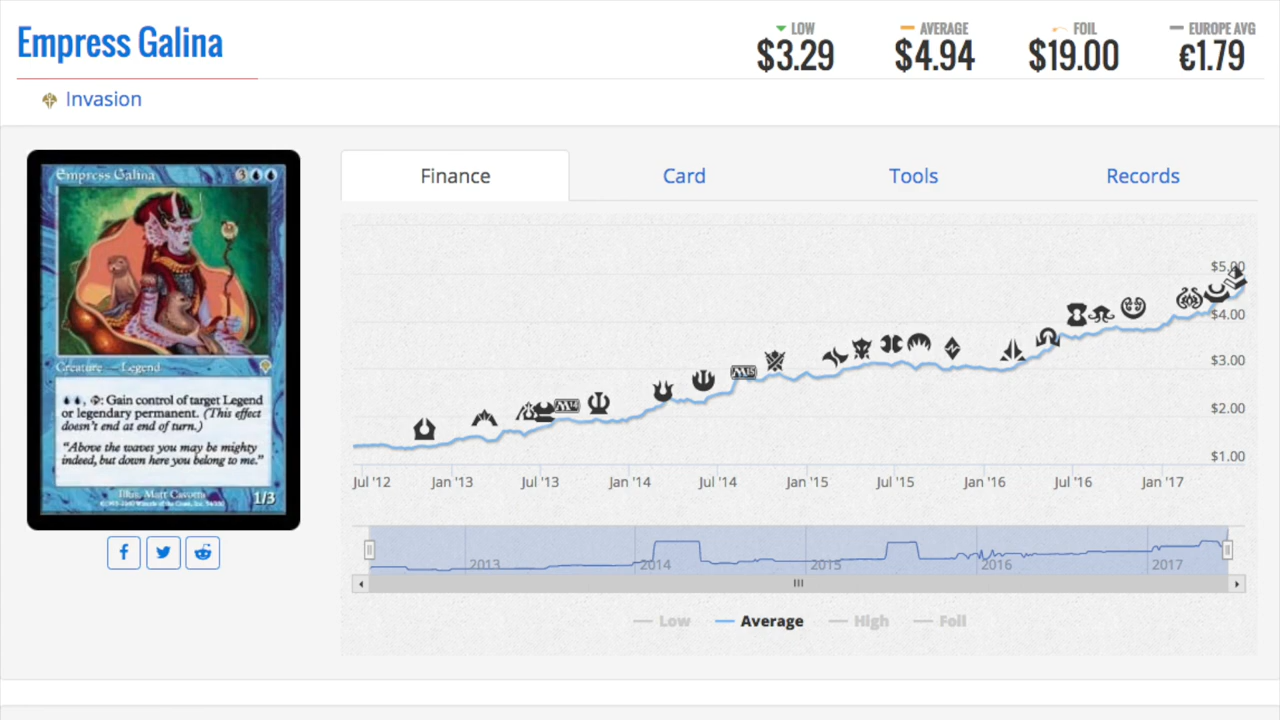 Empress Galina
LOW
$3.29
AVERAGE
$4.94
FOIL
$19.00
EUROPE AVG
€1.79
Invasion
Finance
Card
Tools
Records
Empress Galina 3
Creature — Legend
: Gain control of target Legend
or legendary permanent. (This effect
doesn't end at end of turn.)
"Above the waves you may be mighty
indeed, but down here you belong to me."
Illus. Matt Cavotta
1/3
$5.00
$4.00
$3.00
$2.00
$1.00
M15
M14
Jul '12
Jan '13
Jul '13
Jan '14
Jul '14
Jan '15
Jul '15
Jan '16
Jul '16
Jan '17
2013
2014
2015
2016
2017
Low
Average
High
Foil